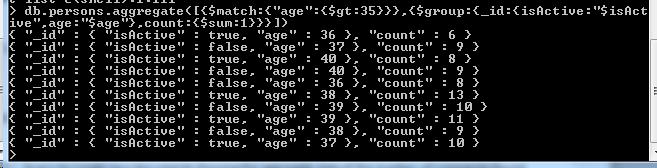 > db.persons.aggregate([{$match:{"age":{$gt:35}}},{$group:{_id:{isActive:"$isAct
ive",age:"$age"},count:{$sum:1}}}])
{ "_id" : { "isActive" : true, "age" : 36 }, "count" : 6 }
{ "_id" : { "isActive" : false, "age" : 37 }, "count" : 9 }
{ "_id" : { "isActive" : true, "age" : 40 }, "count" : 8 }
{ "_id" : { "isActive" : false, "age" : 40 }, "count" : 9 }
{ "_id" : { "isActive" : false, "age" : 36 }, "count" : 8 }
{ "_id" : { "isActive" : true, "age" : 38 }, "count" : 13 }
{ "_id" : { "isActive" : false, "age" : 39 }, "count" : 10 }
{ "_id" : { "isActive" : true, "age" : 39 }, "count" : 11 }
{ "_id" : { "isActive" : false, "age" : 38 }, "count" : 9 }
{ "_id" : { "isActive" : true, "age" : 37 }, "count" : 10 }
>